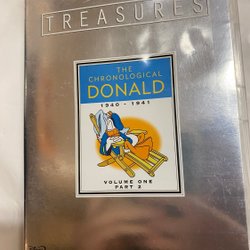 TREASURES
THE
CHRONOLOGICAL
DONALD
1940 - 1941
VOLUME ONE
PART 2